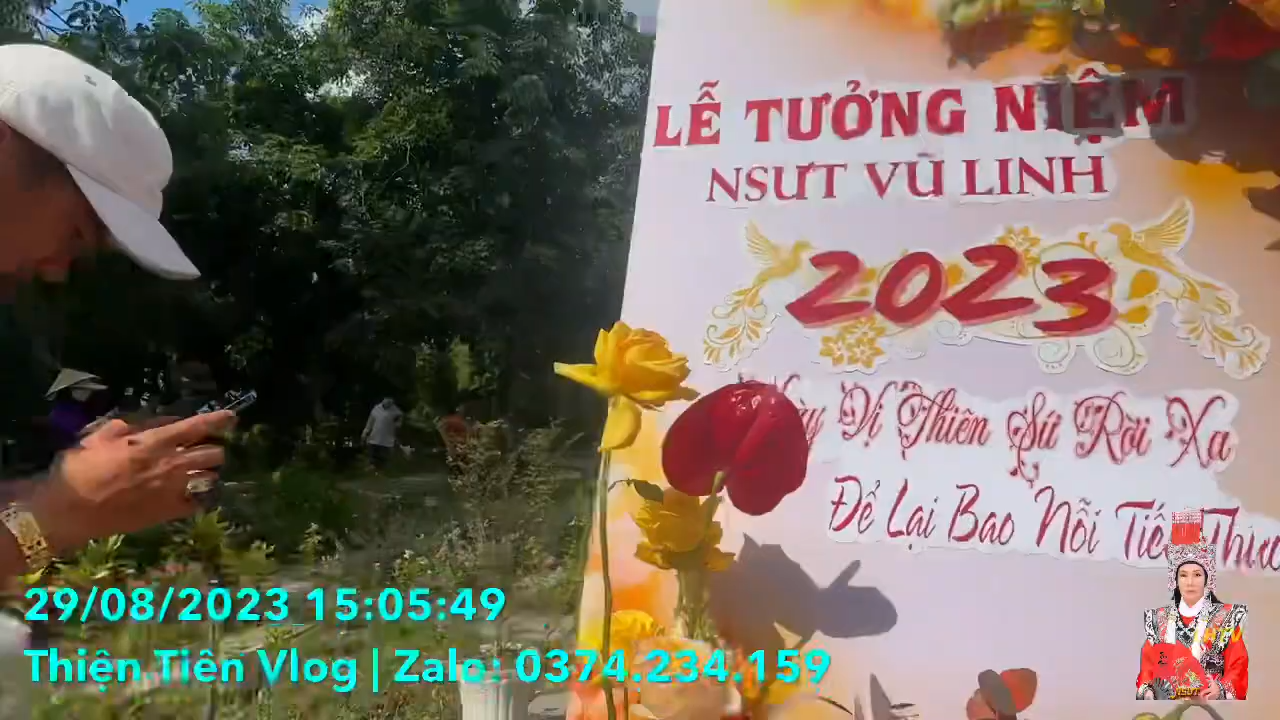 LỄ TƯỞNG NIỆM
NSƯT VŨ LINH
2023
Vị Thiên Sứ Rời Xa
Để Lại Bao Nỗi
29/08/2023 15:05:49
Thiện Tiên Vlog | Zalo: 0374.234.159
NSƯT